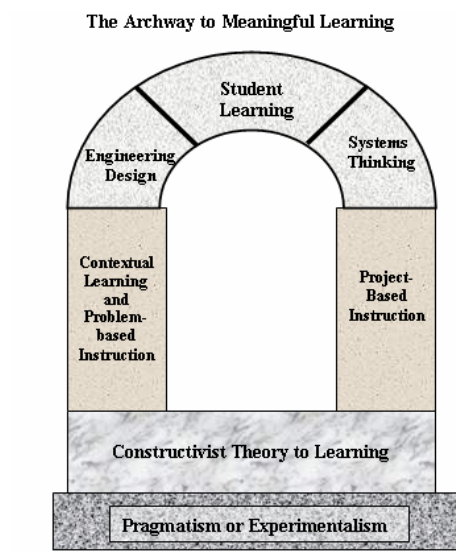 The Archway to Meaningful Learning
Student
Learning
Engineering
Design
Systems
Thinking
Contextual
Learning
and
Problem-
based
Instruction
Project-
Based
Instruction
Constructivist Theory to Learning
Pragmatism or Experimentalism